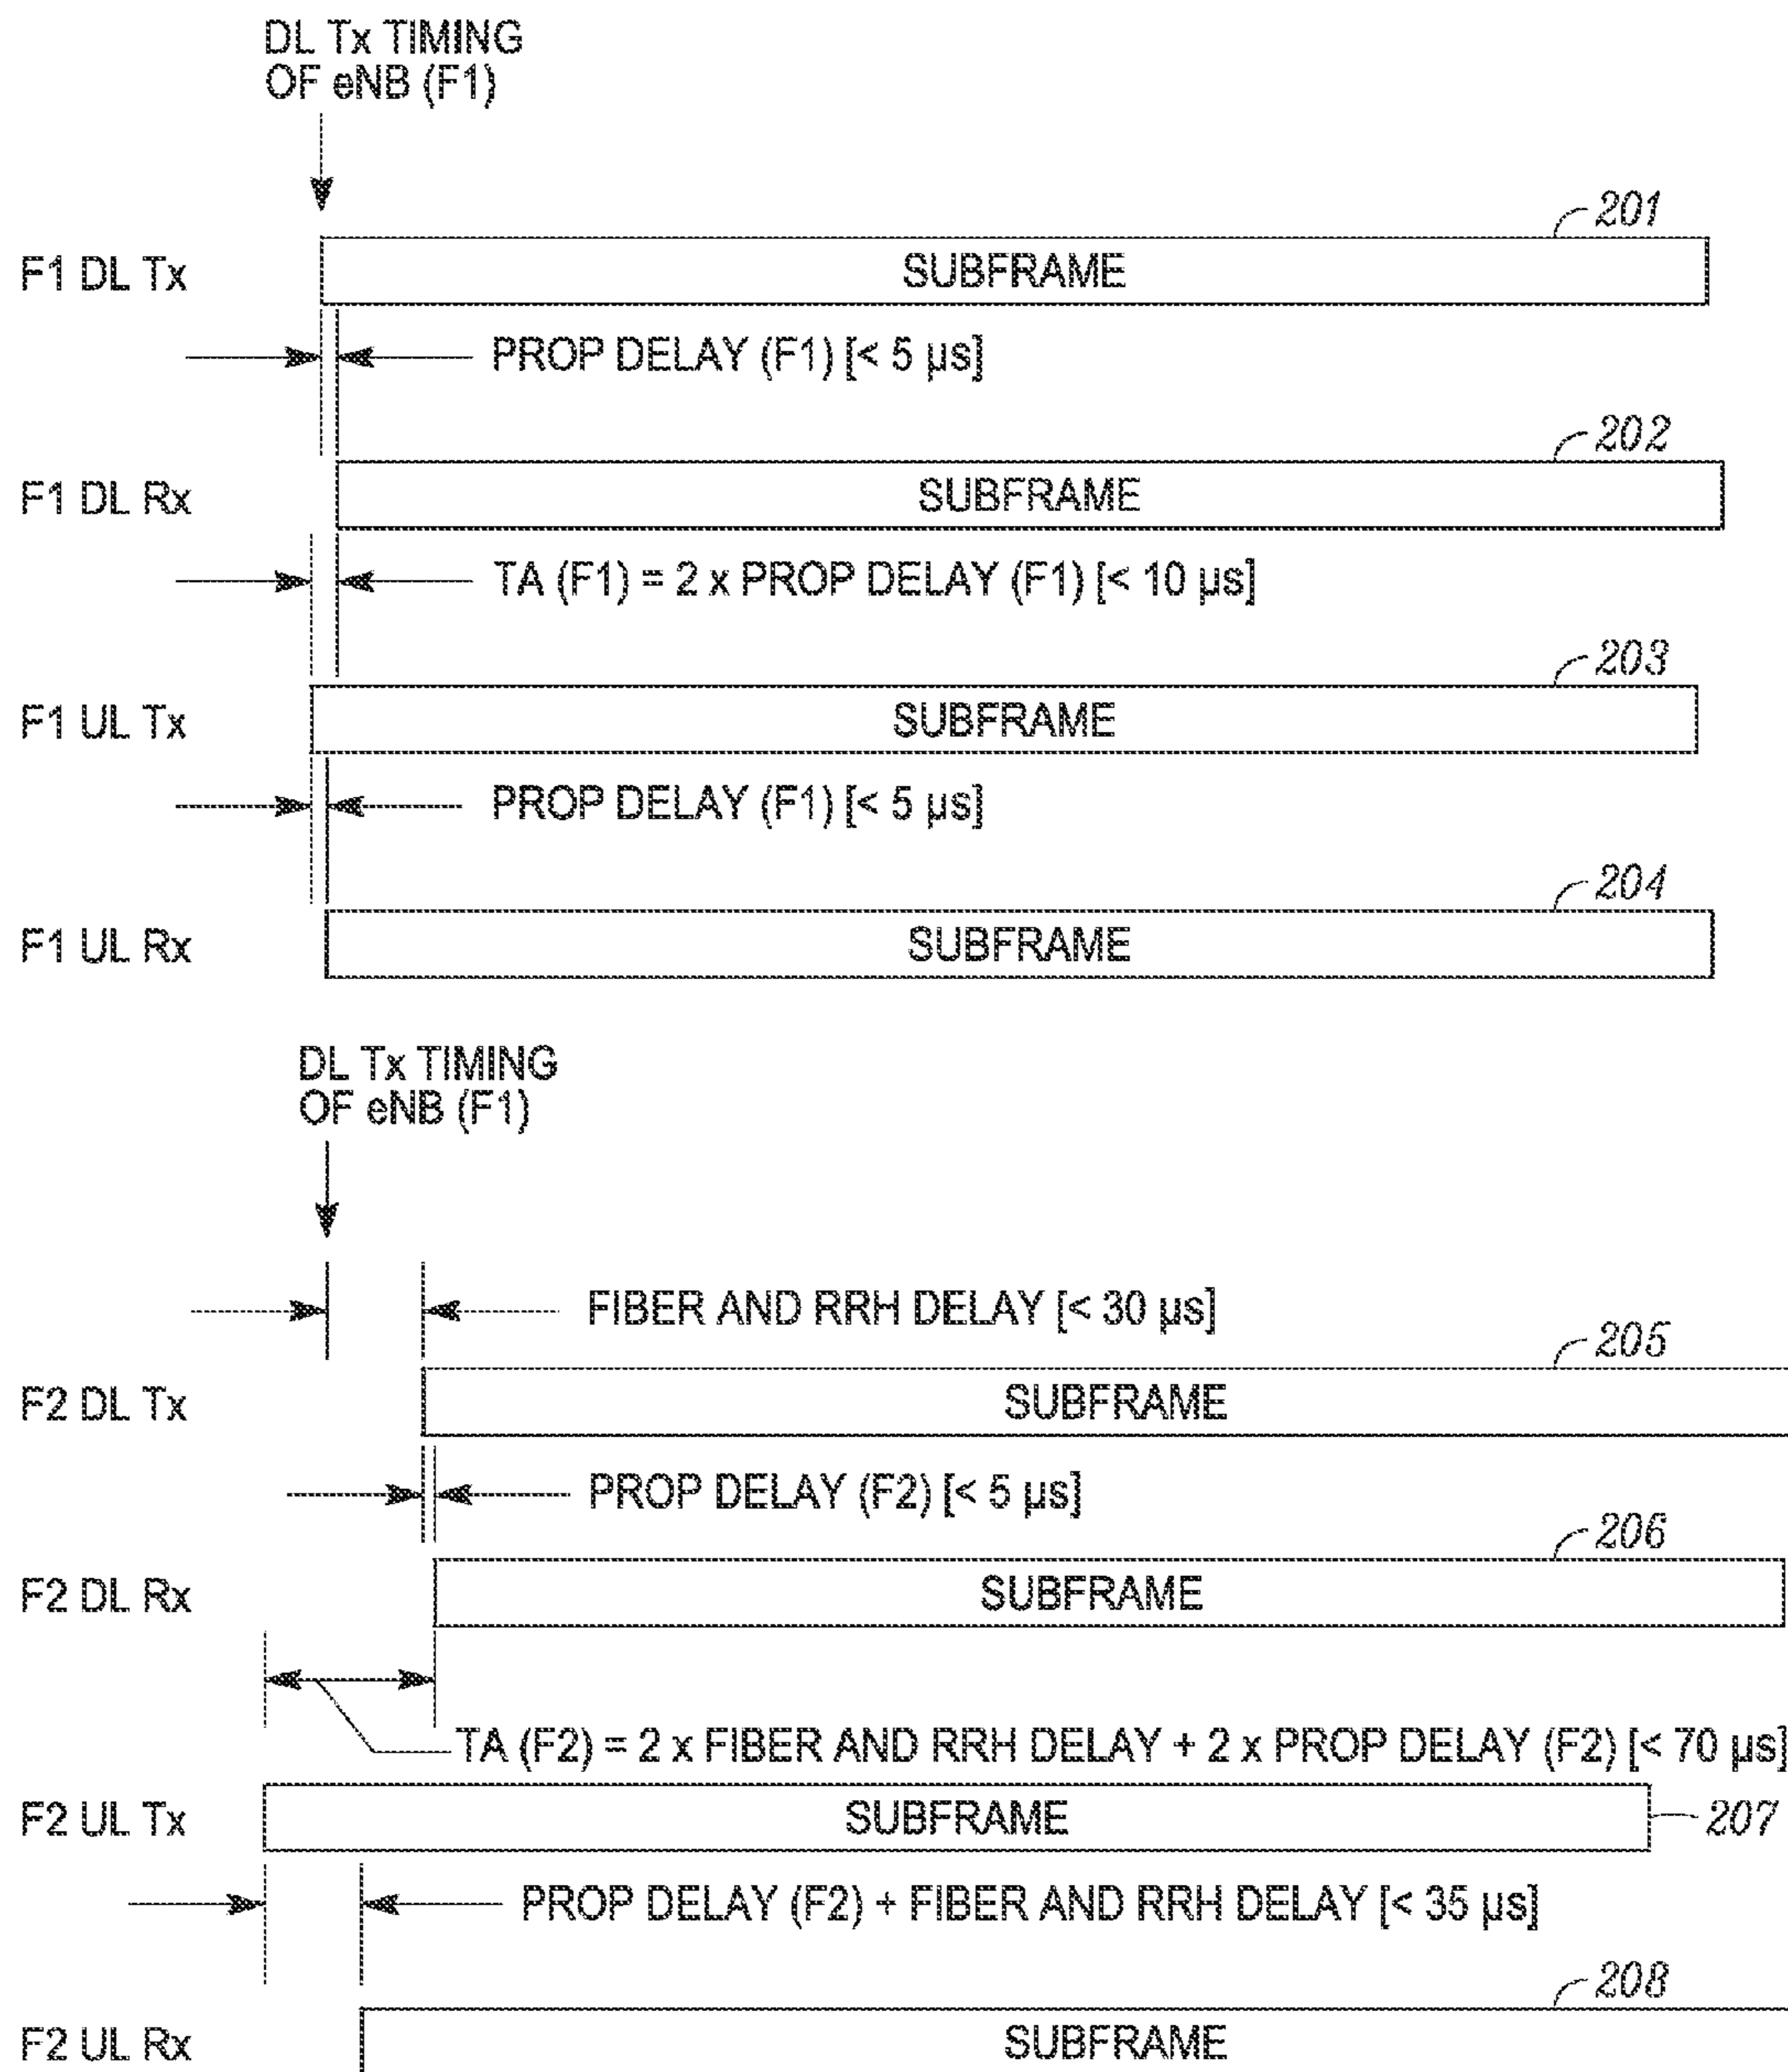 DL Tx TIMING
OF eNB (F1)
201
F1 DL Tx SUBFRAME
PROP DELAY (F1) [< 5 µs]
202
F1 DL Rx SUBFRAME
TA (F1) = 2 x PROP DELAY (F1) [< 10 µs]
203
F1 UL Tx SUBFRAME
PROP DELAY (F1) [< 5 µs]
204
F1 UL Rx SUBFRAME
DL Tx TIMING
OF eNB (F1)
FIBER AND RRH DELAY [< 30 µs]
205
F2 DL Tx SUBFRAME
PROP DELAY (F2) [< 5 µs]
206
F2 DL Rx SUBFRAME
TA (F2) = 2 x FIBER AND RRH DELAY + 2 x PROP DELAY (F2) [< 70 µs]
F2 UL Tx SUBFRAME 207
PROP DELAY (F2) + FIBER AND RRH DELAY [< 35 µs]
208
F2 UL Rx SUBFRAME